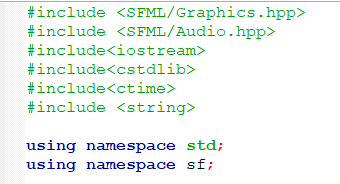 #include <SFML/Graphics.hpp>
#include <SFML/Audio.hpp>
#include<iostream>
#include<cstdlib>
#include<ctime>
#include <string>
using namespace std;
using namespace sf;